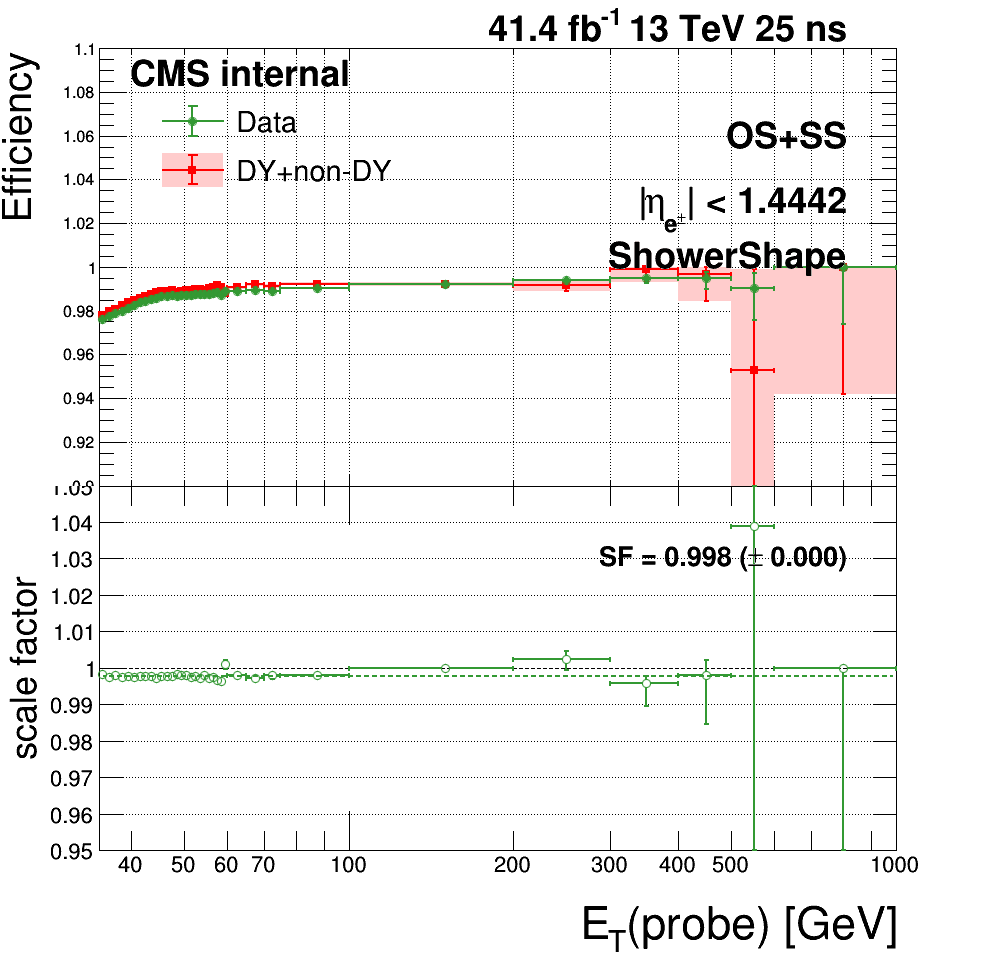 41.4 fb-1 13 TeV 25 ns
Efficiency
1.1
CMS internal
1.08
Data
1.06
OS+SS
DY+non-DY
1.04
|ηe±| < 1.4442
1.02
ShowerShape
1
0.98
0.96
0.94
0.92
scale factor
1.04
SF = 0.998 (± 0.000)
1.03
1.02
1.01
1
0.99
0.98
0.97
0.96
0.95
40 50 60 70 100 200 300 400 500 1000
ET(probe) [GeV]